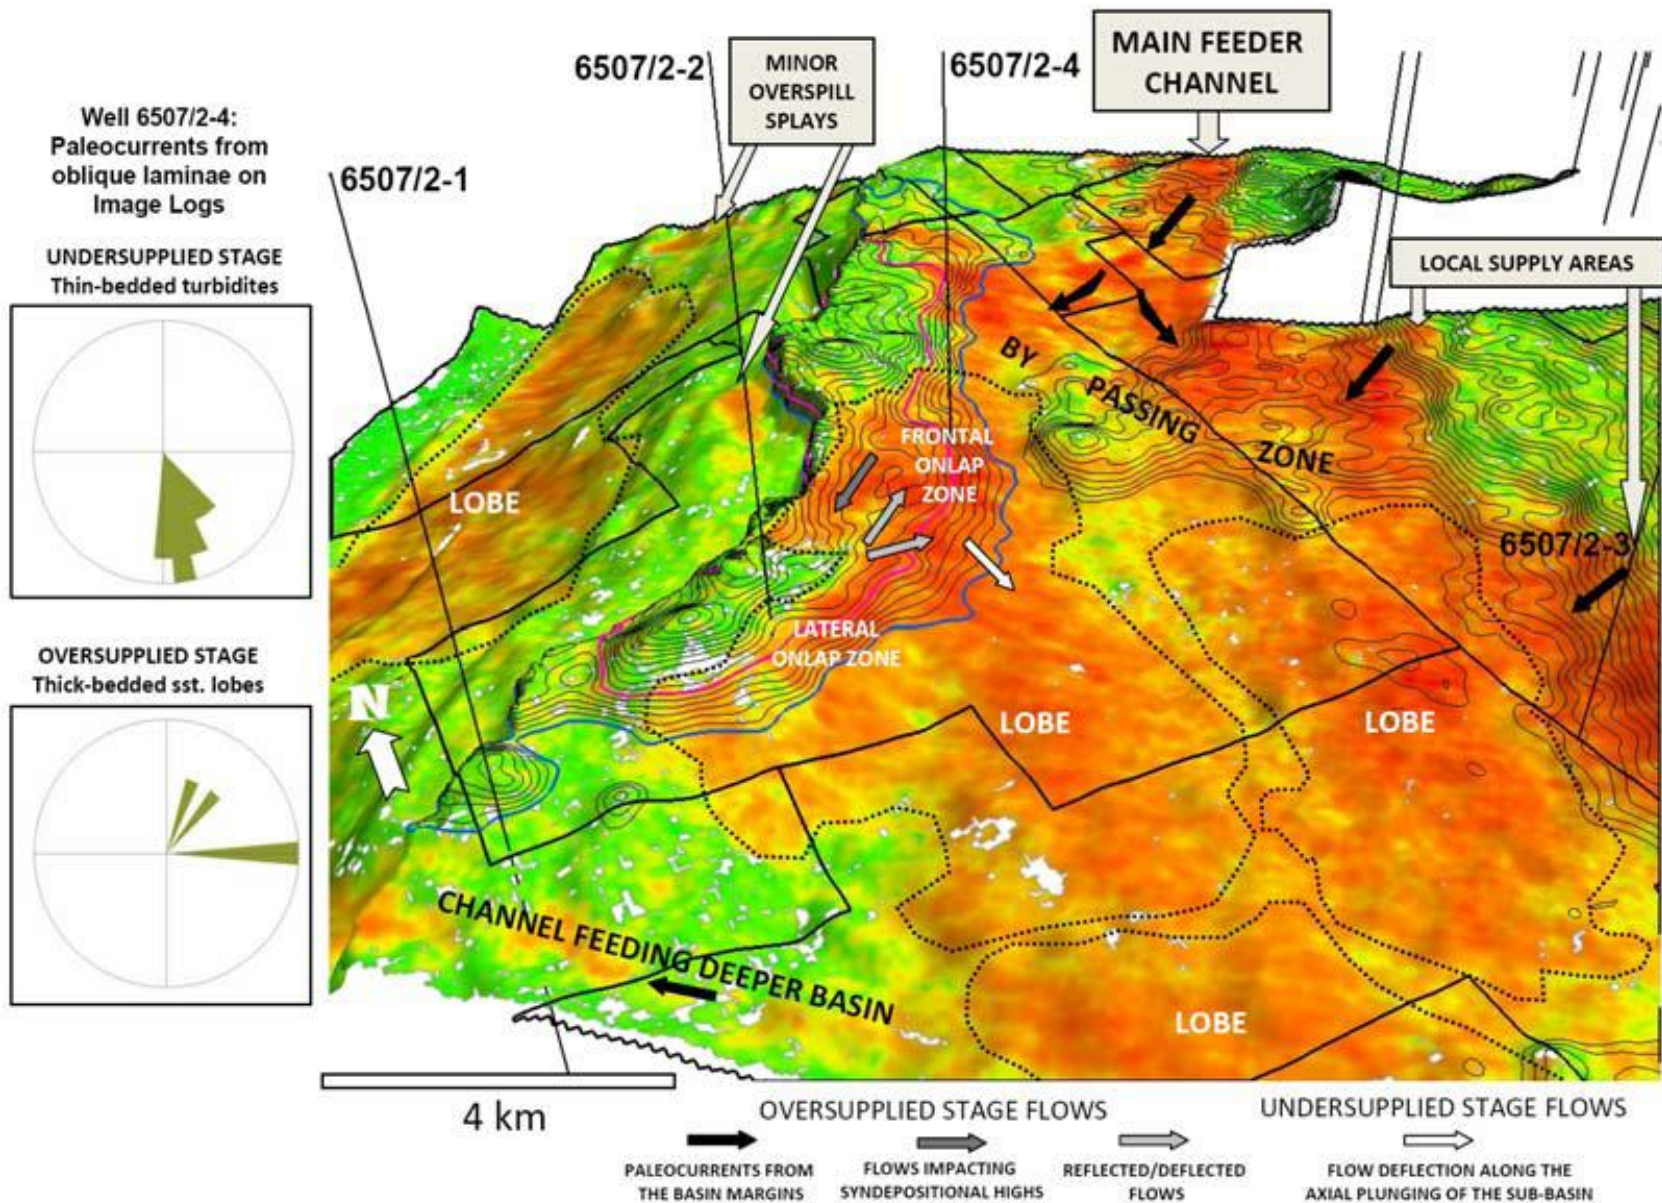 Well 6507/2-4:
Paleocurrents from
oblique laminae on
Image Logs
UNDERSUPPLIED STAGE
Thin-bedded turbidites
OVERSUPPLIED STAGE
Thick-bedded sst. lobes
6507/2-1
6507/2-2
MINOR
OVERSPILL
SPLAYS
6507/2-4
MAIN FEEDER
CHANNEL
LOCAL SUPPLY AREAS
BY PASSING ZONE
FRONTAL
ONLAP
ZONE
LOBE
6507/2-3
LATERAL
ONLAP ZONE
N
LOBE
LOBE
CHANNEL FEEDING DEEPER BASIN
LOBE
4 km
OVERSUPPLIED STAGE FLOWS
PALEOCURRENTS FROM
THE BASIN MARGINS
FLOWS IMPACTING
SYNDEPOSITIONAL HIGHS
REFLECTED/DEFLECTED
FLOWS
UNDERSUPPLIED STAGE FLOWS
FLOW DEFLECTION ALONG THE
AXIAL PLUNGING OF THE SUB-BASIN